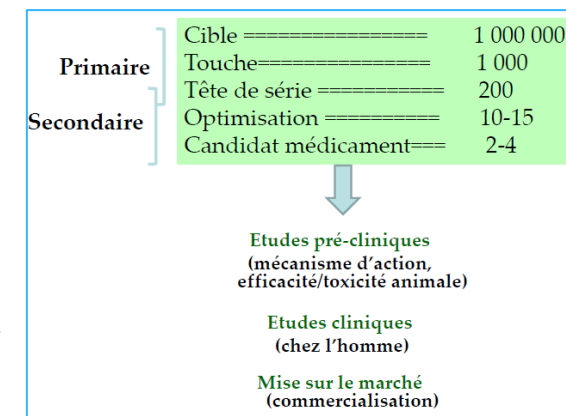 Primaire
Secondaire
Cible ================ 1 000 000
Touche=============== 1 000
Tête de série =========== 200
Optimisation ========== 10-15
Candidat médicament=== 2-4
Etudes pré-cliniques
(mécanisme d'action,
efficacité/toxicité animale)
Etudes cliniques
(chez l'homme)
Mise sur le marché
(commercialisation)